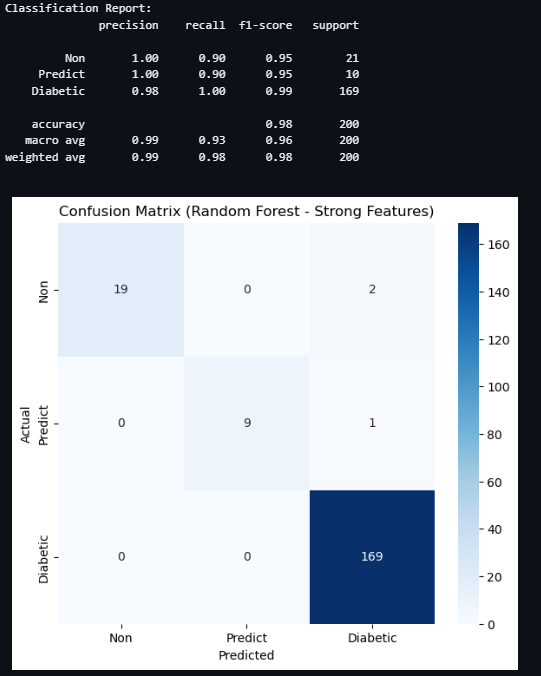 Classification Report:
precision recall f1-score support
Non 1.00 0.90 0.95 21
Predict 1.00 0.90 0.95 10
Diabetic 0.98 1.00 0.99 169
accuracy 0.98 200
macro avg 0.99 0.93 0.96 200
weighted avg 0.99 0.98 0.98 200
Confusion Matrix (Random Forest - Strong Features)
Actual
Non
19 0 2
Predict
0 9 1
Diabetic
0 0 169
Non Predict Diabetic
Predicted
160
140
120
100
80
60
40
20
0